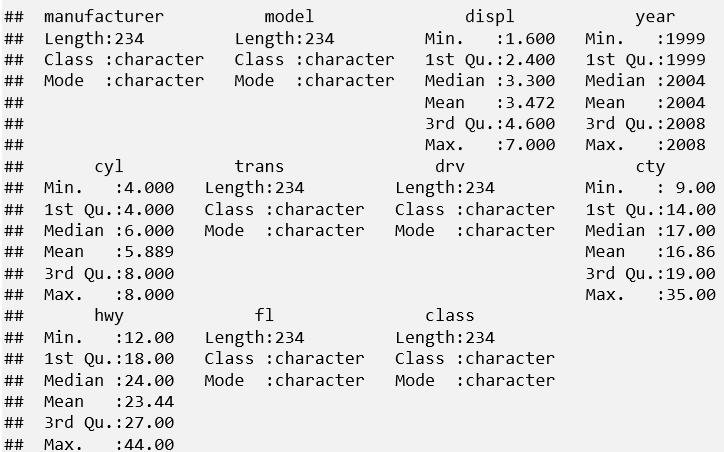 ##  manufacturer          model               displ            year
##  Length:234         Length:234         Min.   :1.600   Min.   :1999
##  Class :character   Class :character   1st Qu.:2.400   1st Qu.:1999
##  Mode  :character   Mode  :character   Median :3.300   Median :2004
##                                        Mean   :3.472   Mean   :2004
##                                        3rd Qu.:4.600   3rd Qu.:2008
##                                        Max.   :7.000   Max.   :2008
##       cyl           trans               drv                 cty
##  Min.   :4.000   Length:234         Length:234         Min.   : 9.00
##  1st Qu.:4.000   Class :character   Class :character   1st Qu.:14.00
##  Median :6.000   Mode  :character   Mode  :character   Median :17.00
##  Mean   :5.889                                         Mean   :16.86
##  3rd Qu.:8.000                                         3rd Qu.:19.00
##  Max.   :8.000                                         Max.   :35.00
##       hwy             fl               class
##  Min.   :12.00   Length:234         Length:234
##  1st Qu.:18.00   Class :character   Class :character
##  Median :24.00   Mode  :character   Mode  :character
##  Mean   :23.44
##  3rd Qu.:27.00
##  Max.   :44.00